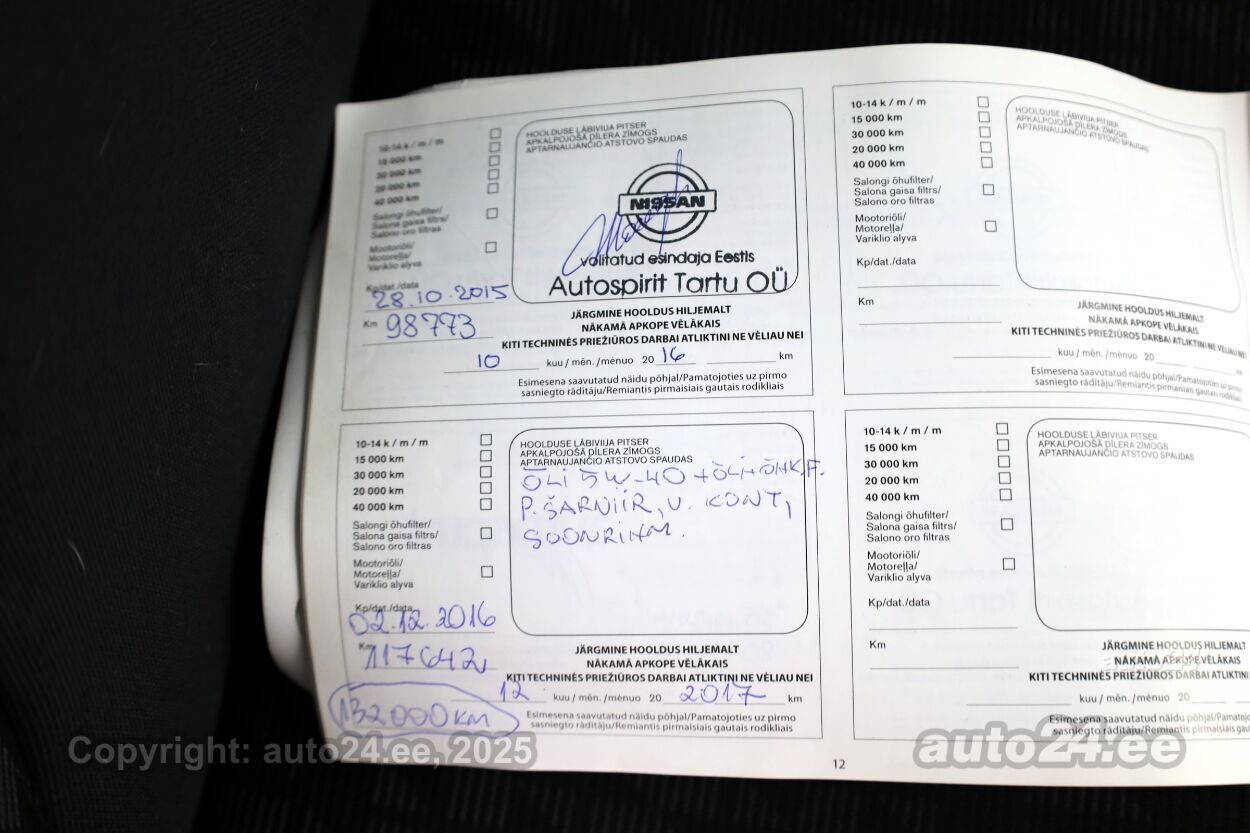 10-14 k / m / m
15 000 km
30 000 km
20 000 km
40 000 km
Salongi õhufilter/
Salona gaisa filtrs/
Salono oro filtras
Mootoriõli/
Motoreļļa/
Variklio alyva
Kp/dat./data
28.10.2015
Km 98773
HOOLDUSE LÄBIVIIJA PITSER
APKALPOJOŠĀ DĪLERA ZĪMOGS
APTARNAUJANČIO ATSTOVO SPAUDAS
NISSAN
volitatud esindaja Eestis
Autospirit Tartu OÜ
JÄRGMINE HOOLDUS HILJEMALT
NĀKAMĀ APKOPE VĒLĀKAIS
KITI TECHNINĖS PRIEŽIŪROS DARBAI ATLIKTINI NE VĖLIAU NEI
10 kuu / mēn. /mėnuo 20 16 km
Esimesena saavutatud näidu põhjal/Pamatojoties uz pirmo
sasniegto rādītāju/Remiantis pirmaisiais gautais rodikliais
10-14 k / m / m
15 000 km
30 000 km
20 000 km
40 000 km
Salongi õhufilter/
Salona gaisa filtrs/
Salono oro filtras
Mootoriõli/
Motoreļļa/
Variklio alyva
Kp/dat./data
Km
HOOLDUSE LÄBIVIIJA PITSER
APKALPOJOŠĀ DĪLERA ZĪMOGS
APTARNAUJANČIO ATSTOVO SPAUDAS
JÄRGMINE HOOLDUS HILJEMALT
NĀKAMĀ APKOPE VĒLĀKAIS
KITI TECHNINĖS PRIEŽIŪROS DARBAI ATLIKTINI NE VĖLIAU NEI
kuu / mēn. /mėnuo 20 km
Esimesena saavutatud näidu põhjal/Pamatojoties uz pirmo
sasniegto rādītāju/Remiantis pirmaisiais gautais rodikliais
10-14 k / m / m
15 000 km
30 000 km
20 000 km
40 000 km
Salongi õhufilter/
Salona gaisa filtrs/
Salono oro filtras
Mootoriõli/
Motoreļļa/
Variklio alyva
Kp/dat./data
02.12.2016
Km 117642
132000KM
HOOLDUSE LÄBIVIIJA PITSER
APKALPOJOŠĀ DĪLERA ZĪMOGS
APTARNAUJANČIO ATSTOVO SPAUDAS
ÕLI 5W-40 +ÕLI+ÕHK.F.
P. ŠARNIIR, V. KONT,
SOONRIHM.
JÄRGMINE HOOLDUS HILJEMALT
NĀKAMĀ APKOPE VĒLĀKAIS
KITI TECHNINĖS PRIEŽIŪROS DARBAI ATLIKTINI NE VĖLIAU NEI
12 kuu / mēn. /mėnuo 20 2017 km
Esimesena saavutatud näidu põhjal/Pamatojoties uz pirmo
sasniegto rādītāju/Remiantis pirmaisiais gautais rodikliais
10-14 k / m / m
15 000 km
30 000 km
20 000 km
40 000 km
Salongi õhufilter/
Salona gaisa filtrs/
Salono oro filtras
Mootoriõli/
Motoreļļa/
Variklio alyva
Kp/dat./data
Km
HOOLDUSE LÄBIVIIJA PITSER
APKALPOJOŠĀ DĪLERA ZĪMOGS
APTARNAUJANČIO ATSTOVO SPAUDAS
JÄRGMINE HOOLDUS HILJEMALT
NĀKAMĀ APKOPE VĒLĀKAIS
KITI TECHNINĖS PRIEŽIŪROS DARBAI ATLIKTINI
kuu / mēn. /mėnuo 20
Esimesena saavutatud näidu põhjal/Pamatojoties uz
sasniegto rādītāju/Remiantis pirmaisiais gautais
12
Copyright: auto24.ee, 2025
auto24.ee